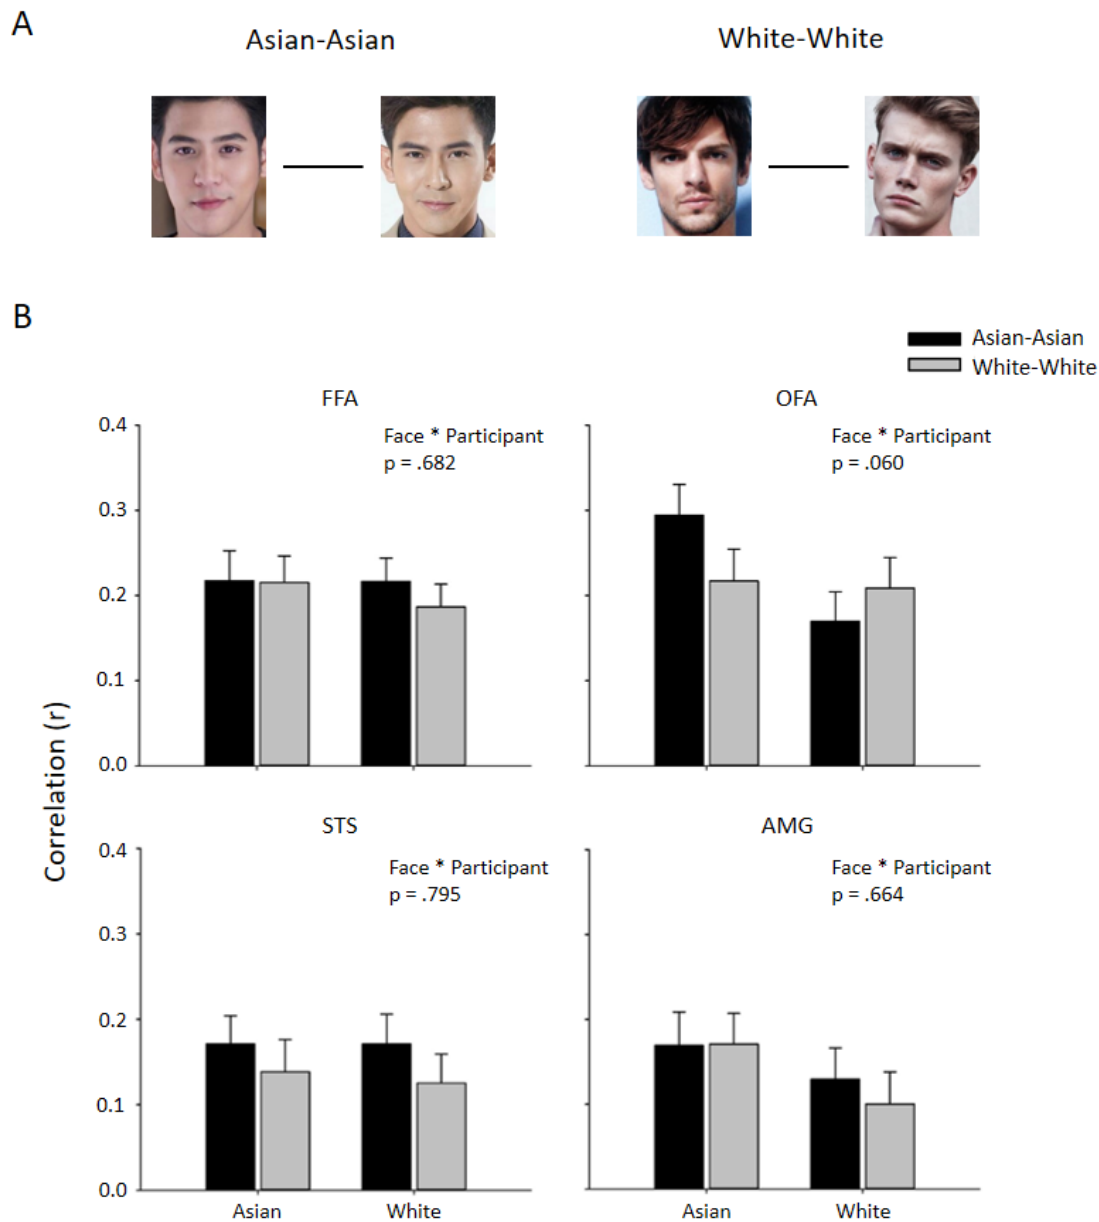 A
Asian-Asian
White-White
B
Asian-Asian
White-White
FFA
Face * Participant
p = .682
0.4
0.3
0.2
0.1
0.0
OFA
Face * Participant
p = .060
Correlation (r)
STS
Face * Participant
p = .795
0.4
0.3
0.2
0.1
0.0
Asian
White
AMG
Face * Participant
p = .664
Asian
White